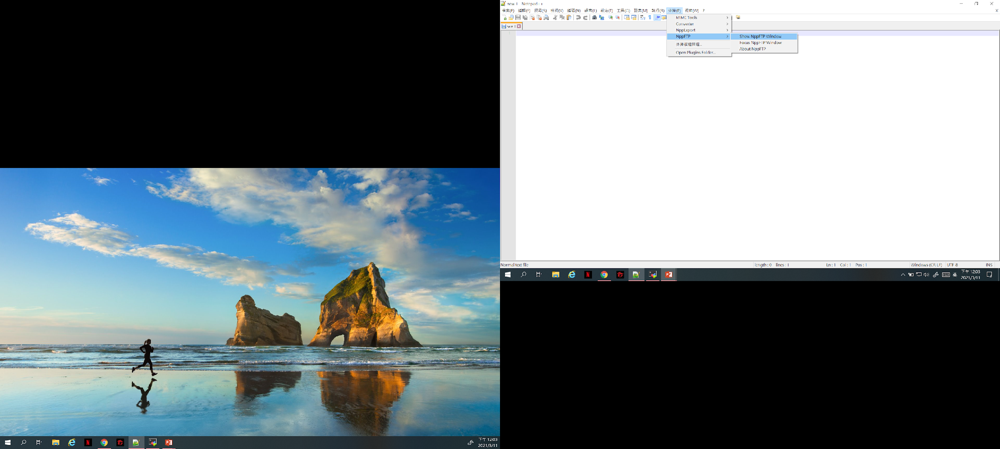 new 1 - Notepad++
檔案(F) 編輯(E) 搜尋(S) 檢視(V) 編碼(N) 語言(L) 設定(T) 工具(O) 巨集(M) 執行(R) 外掛(P) 視窗(W) ? X
new 1
1
MIME Tools
Converter
NppExport
NppFTP
外掛模組管理...
Open Plugins Folder...
Show NppFTP Window
Focus NppFTP Window
About NppFTP
Normal text file length : 0 lines : 1 Ln : 1 Col : 1 Pos : 1 Windows (CR LF) UTF-8 INS
英 下午 12:03
2021/3/11
下午 12:03
2021/3/11